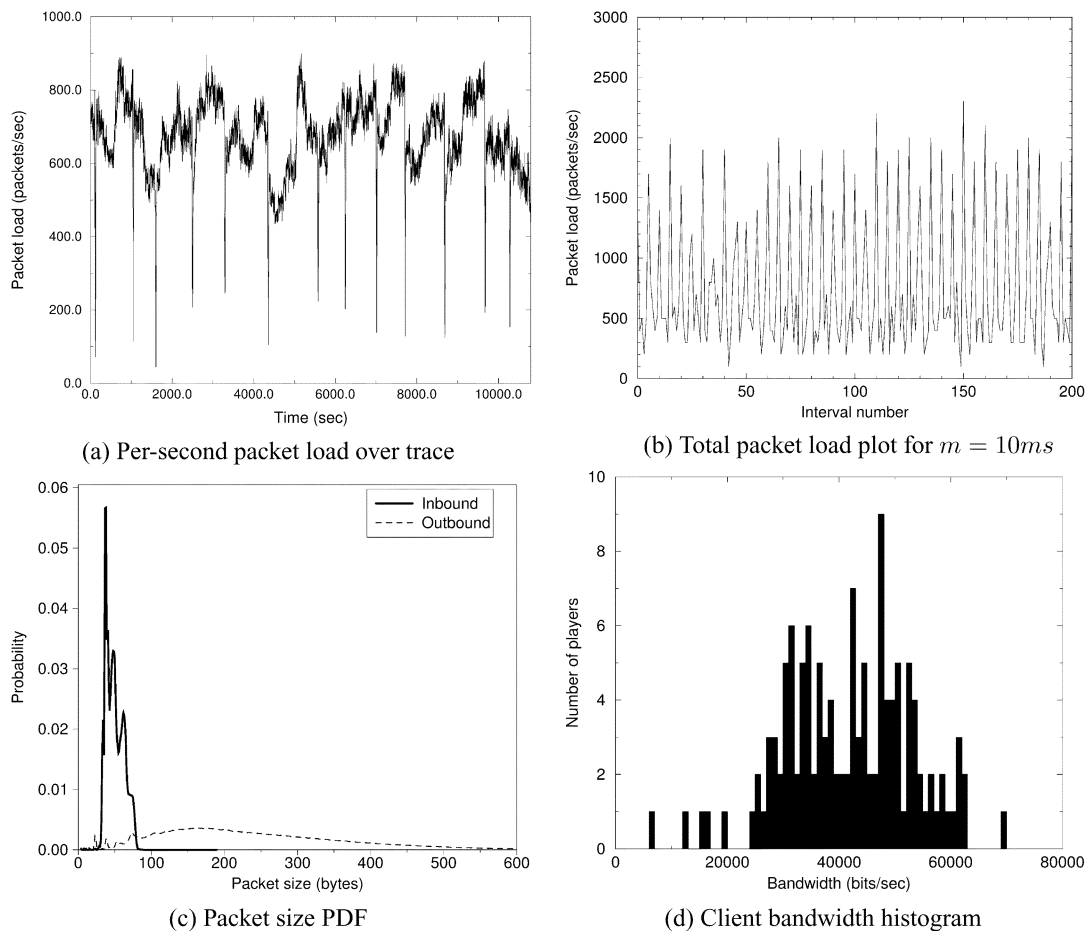 1000.0
800.0
600.0
400.0
200.0
0.0
Packet load (packets/sec)
0.0 2000.0 4000.0 6000.0 8000.0 10000.0
Time (sec)
(a) Per-second packet load over trace
3000
2500
2000
1500
1000
500
0
Packet load (packets/sec)
0 50 100 150 200
Interval number
(b) Total packet load plot for m = 10ms
0.06
0.05
0.04
0.03
0.02
0.01
0.00
Probability
Inbound
Outbound
0 100 200 300 400 500 600
Packet size (bytes)
(c) Packet size PDF
10
8
6
4
2
0
Number of players
0 20000 40000 60000 80000
Bandwidth (bits/sec)
(d) Client bandwidth histogram